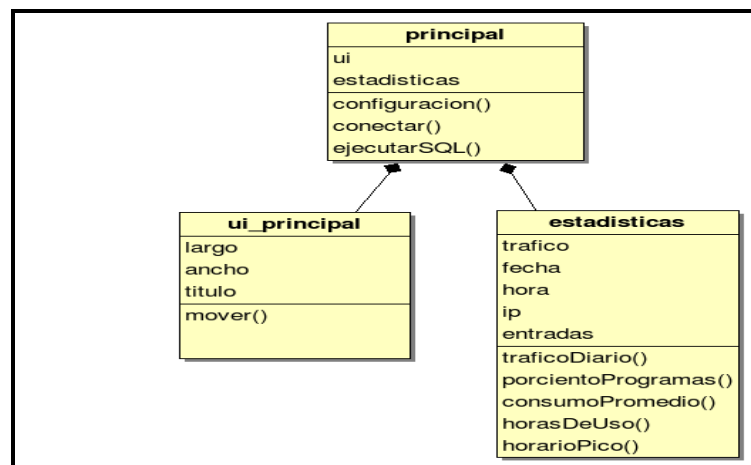 principal
ui
estadisticas
configuracion()
conectar()
ejecutarSQL()
ui_principal
largo
ancho
titulo
mover()
estadisticas
trafico
fecha
hora
ip
entradas
traficoDiario()
porcientoProgramas()
consumoPromedio()
horasDeUso()
horarioPico()